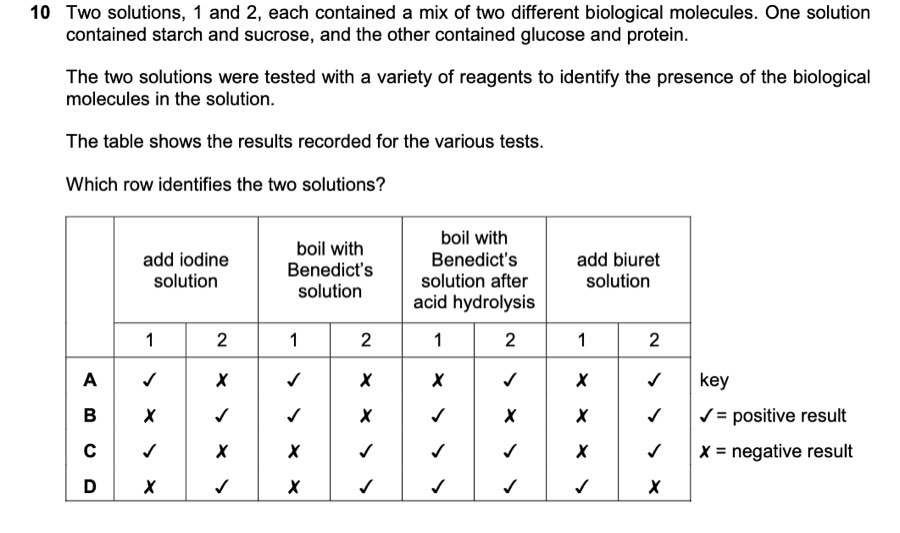 10 Two solutions, 1 and 2, each contained a mix of two different biological molecules. One solution
contained starch and sucrose, and the other contained glucose and protein.
The two solutions were tested with a variety of reagents to identify the presence of the biological
molecules in the solution.
The table shows the results recorded for the various tests.
Which row identifies the two solutions?
add iodine
solution
boil with
Benedict's
solution
boil with
Benedict's
solution after
acid hydrolysis
add biuret
solution
1 2 1 2 1 2 1 2
A ✓ ✗ ✓ ✗ ✗ ✓ ✗ ✓ key
B ✗ ✓ ✓ ✗ ✓ ✗ ✗ ✓ ✓ = positive result
C ✓ ✗ ✗ ✓ ✓ ✓ ✗ ✓ ✗ = negative result
D ✗ ✓ ✗ ✓ ✓ ✓ ✓ ✗